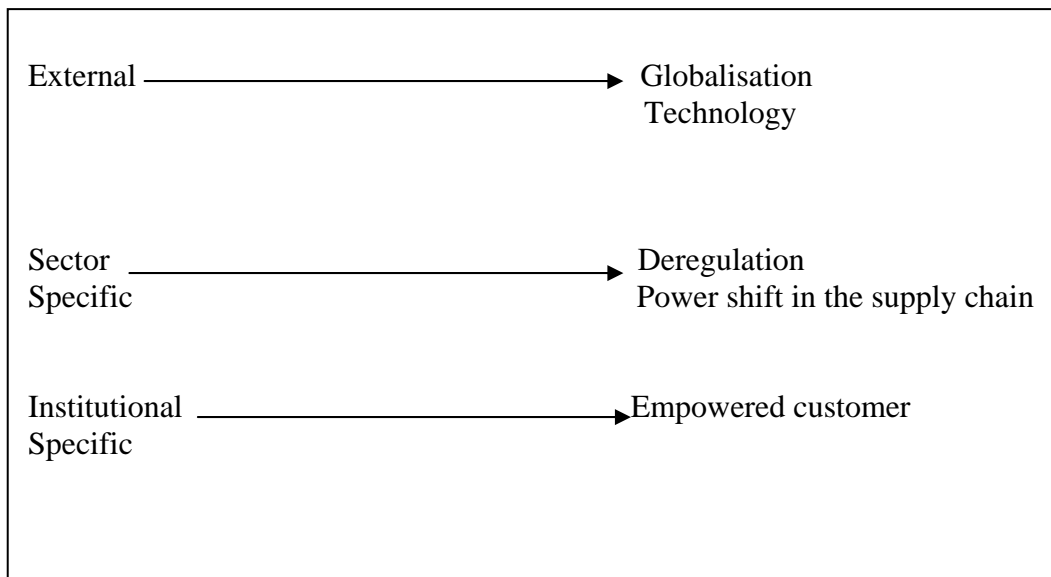 External
Globalisation
Technology
Sector
Specific
Deregulation
Power shift in the supply chain
Institutional
Specific
Empowered customer